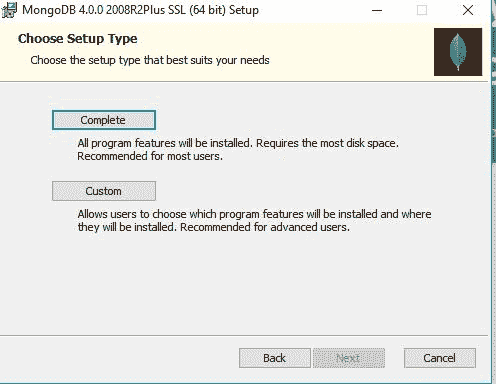 MongoDB 4.0.0 2008R2Plus SSL (64 bit) Setup
Choose Setup Type
Choose the setup type that best suits your needs
Complete
All program features will be installed. Requires the most disk space.
Recommended for most users.
Custom
Allows users to choose which program features will be installed and where
they will be installed. Recommended for advanced users.
Back Next Cancel